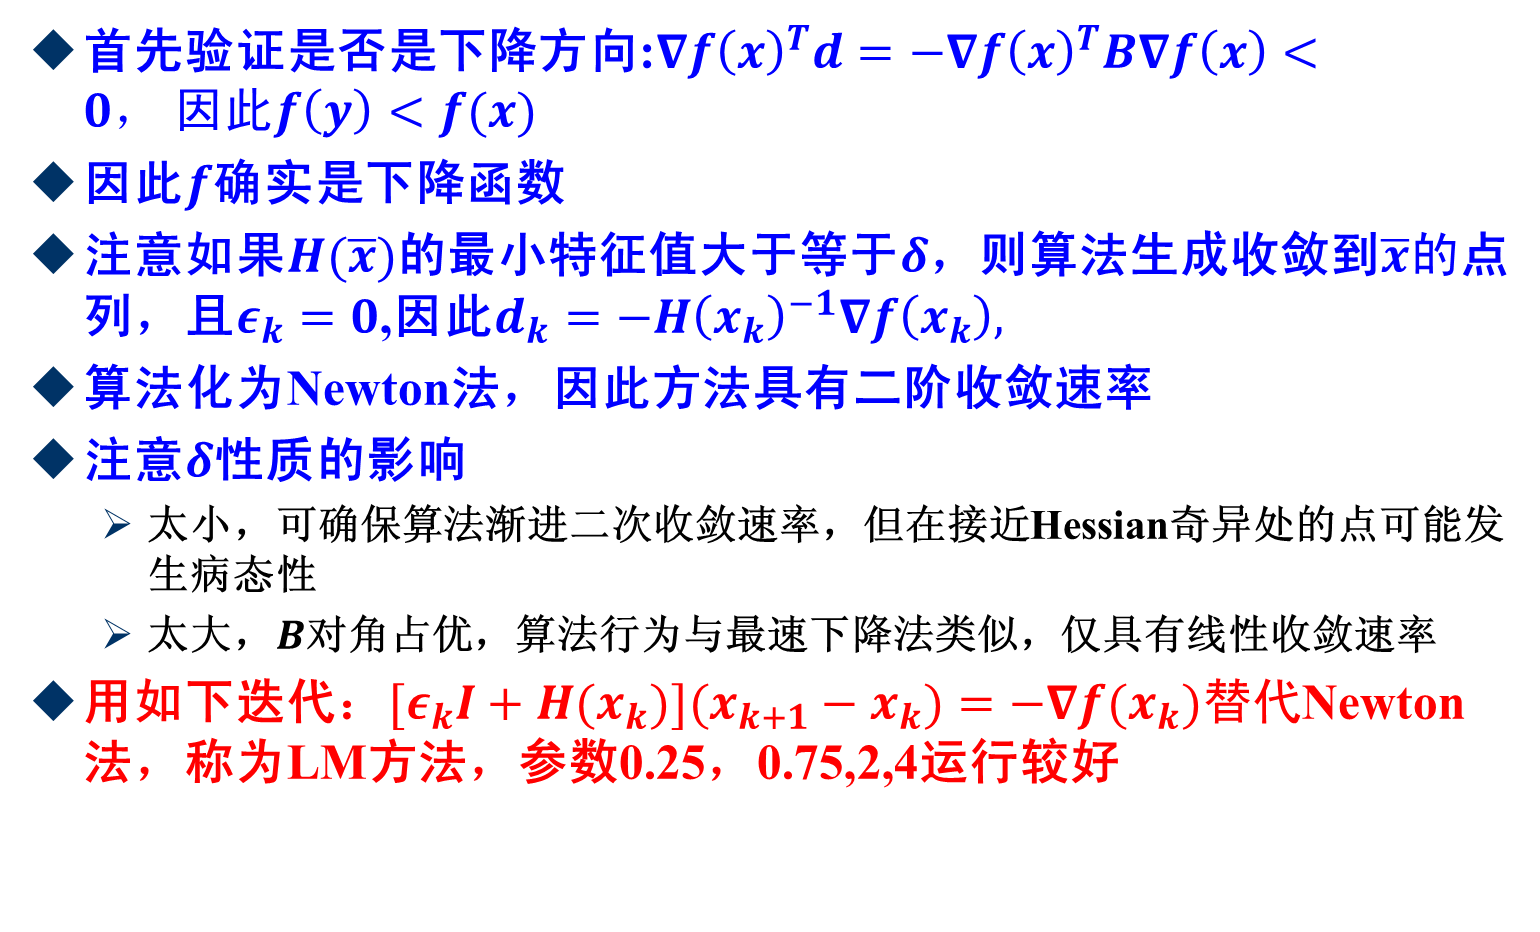 ◆ 首先验证是否是下降方向:∇f(x)ᵀd = −∇f(x)ᵀB∇f(x) <
0， 因此f(y) < f(x)
◆ 因此f确实是下降函数
◆ 注意如果H(x̅)的最小特征值大于等于δ，则算法生成收敛到x̅的点
列，且ϵₖ = 0,因此dₖ = −H(xₖ)⁻¹∇f(xₖ),
◆ 算法化为Newton法，因此方法具有二阶收敛速率
◆ 注意δ性质的影响
➢ 太小，可确保算法渐进二次收敛速率，但在接近Hessian奇异处的点可能发
生病态性
➢ 太大，B对角占优，算法行为与最速下降法类似，仅具有线性收敛速率
◆ 用如下迭代：[ϵₖI + H(xₖ)](xₖ₊₁ − xₖ) = −∇f(xₖ)替代Newton
法，称为LM方法，参数0.25，0.75,2,4运行较好